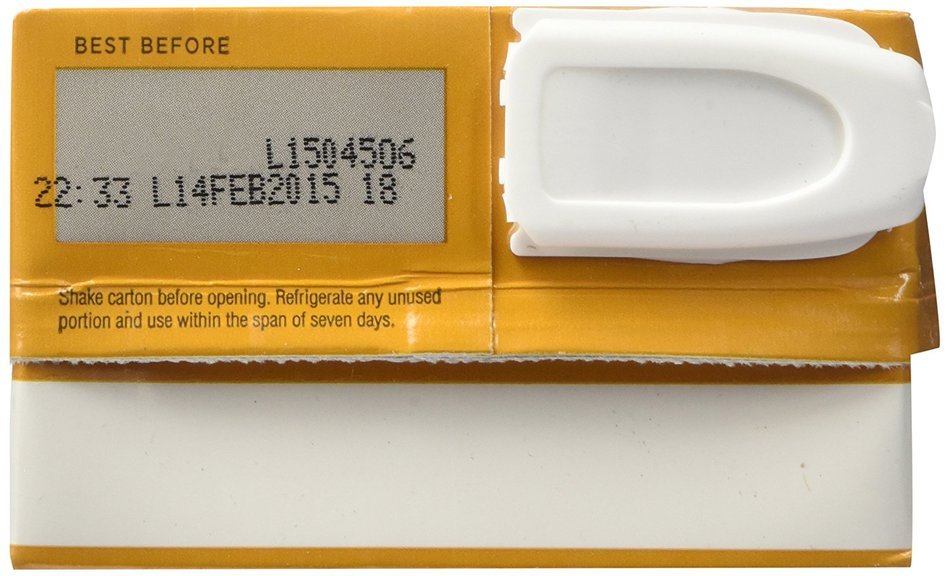 BEST BEFORE
L1504506
22:33 L14FEB2015 18
Shake carton before opening. Refrigerate any unused
portion and use within the span of seven days.